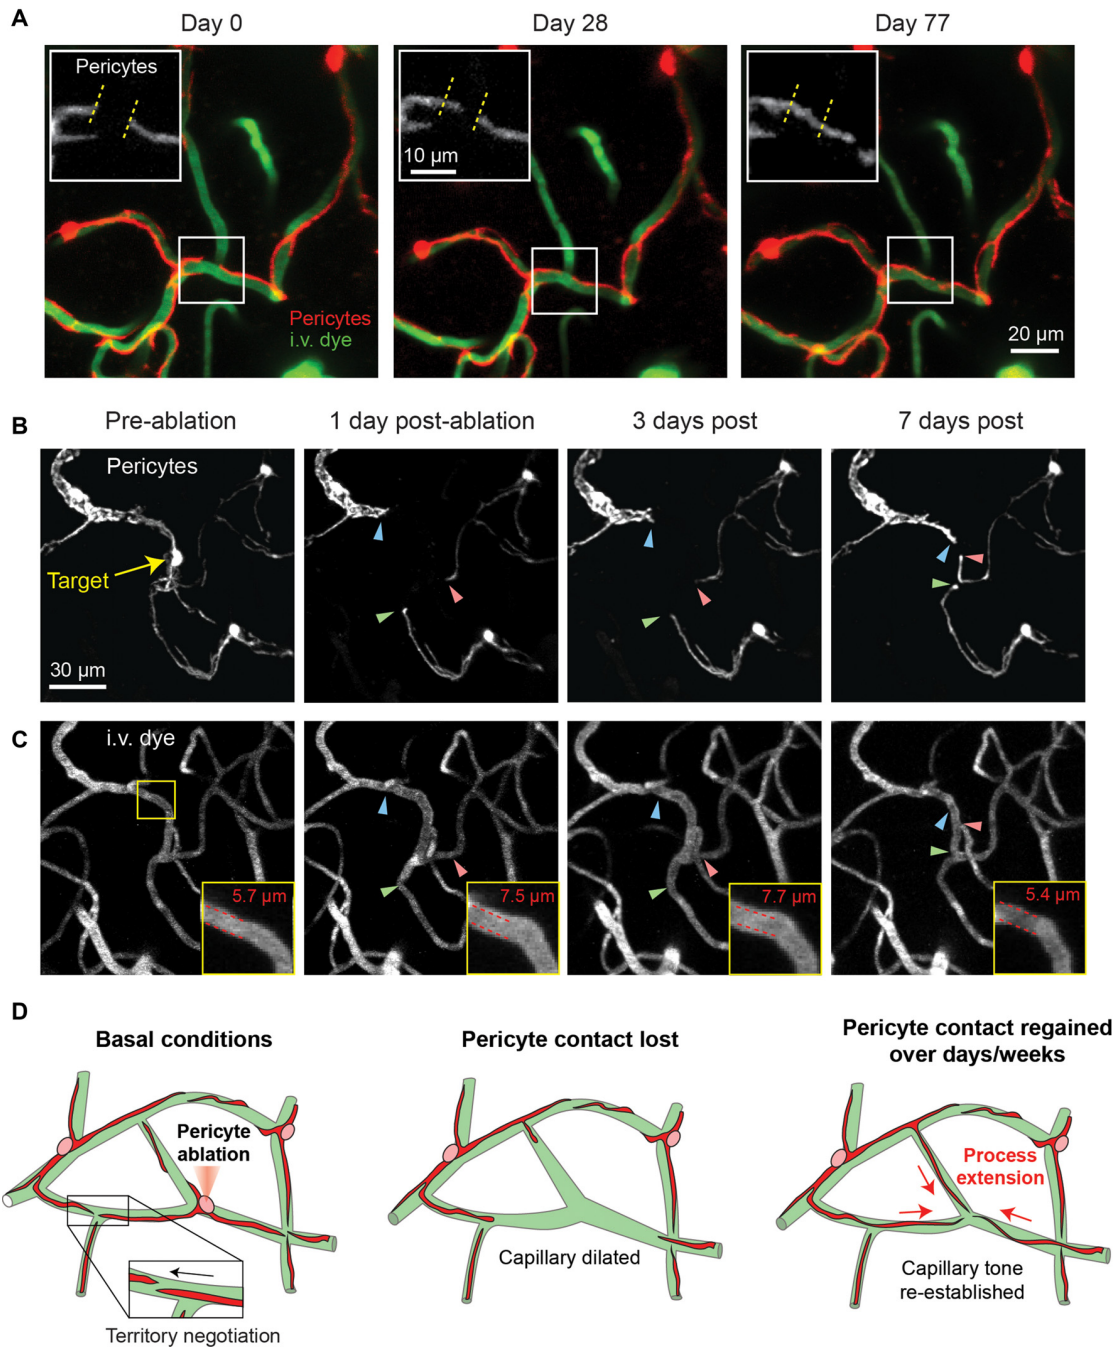 A
Day 0
Day 28
Day 77
Pericytes
10 µm
Pericytes
i.v. dye
20 µm
B
Pre-ablation
1 day post-ablation
3 days post
7 days post
Pericytes
Target
30 µm
C
i.v. dye
5.7 µm
7.5 µm
7.7 µm
5.4 µm
D
Basal conditions
Pericyte contact lost
Pericyte contact regained
over days/weeks
Pericyte
ablation
Process
extension
Capillary dilated
Capillary tone
re-established
Territory negotiation